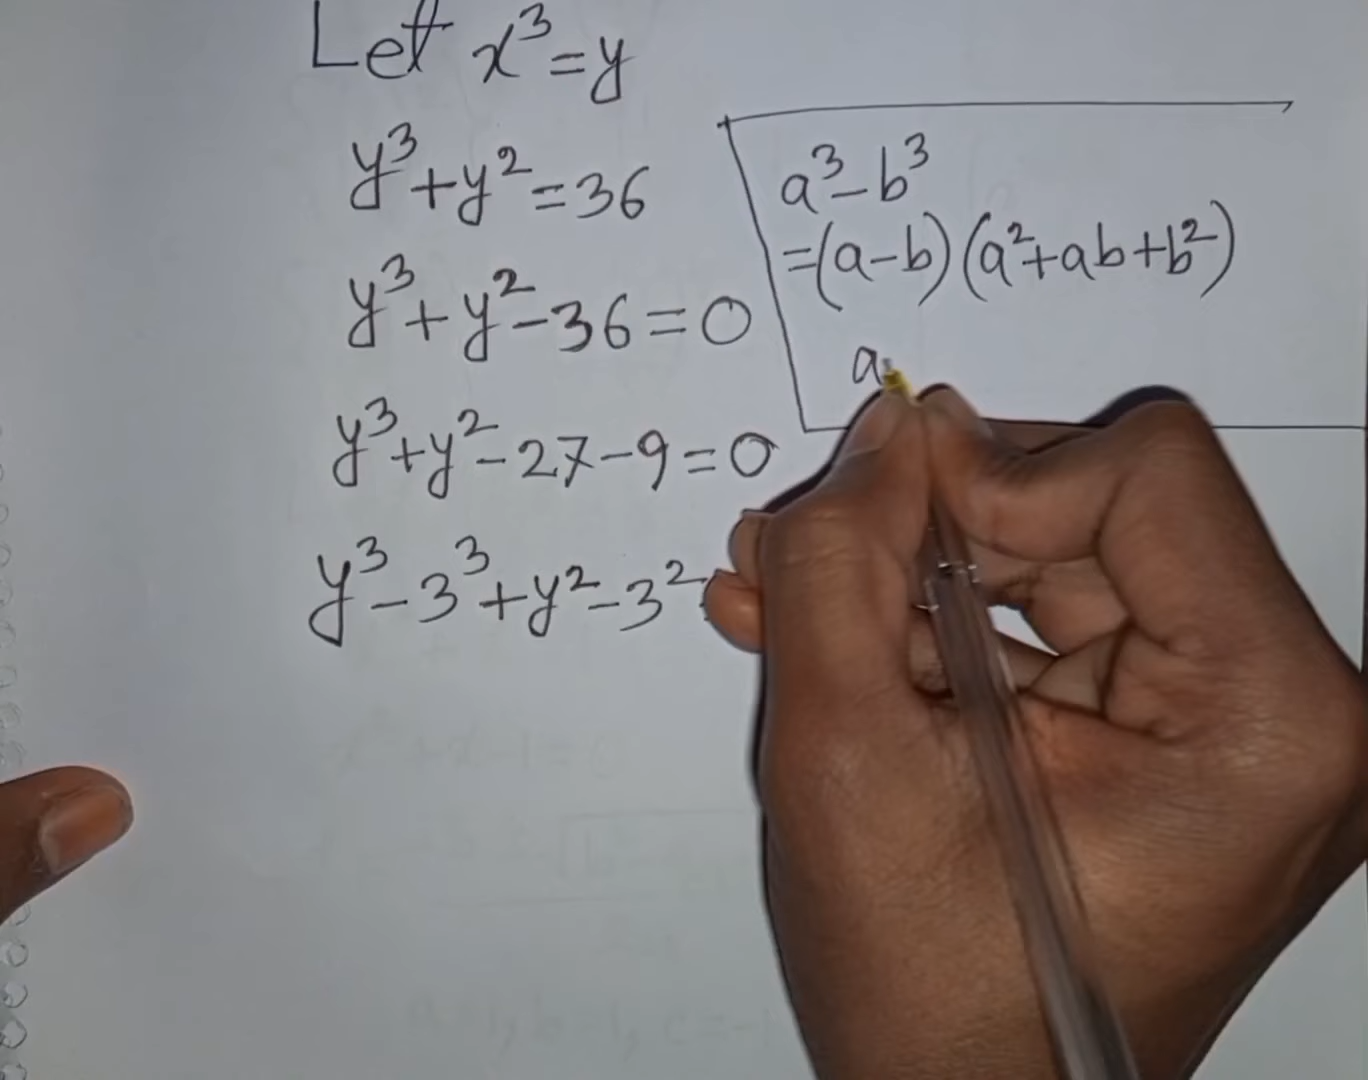 Let x³=y
y³+y²=36
y³+y²-36=0
y³+y²-27-9=0
y³-3³+y²-3²
a³-b³
=(a-b)(a²+ab+b²)
a